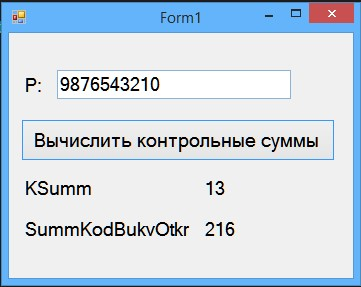 Form1
P: 9876543210
Вычислить контрольные суммы
KSumm 13
SummKodBukvOtkr 216